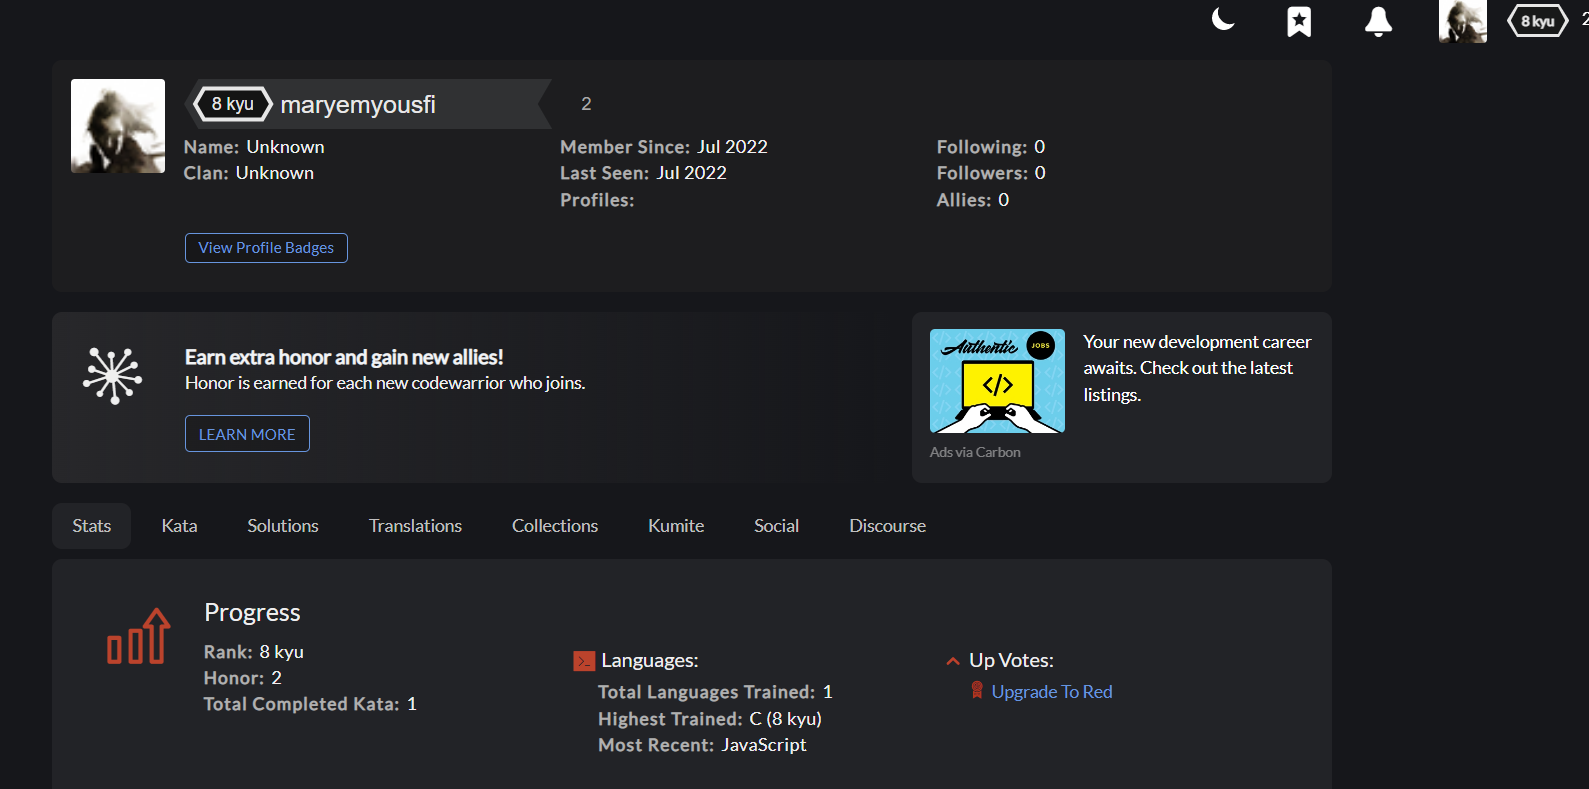 8 kyu 2
8 kyu maryemyousfi 2
Name: Unknown
Clan: Unknown
Member Since: Jul 2022
Last Seen: Jul 2022
Profiles:
Following: 0
Followers: 0
Allies: 0
View Profile Badges
Earn extra honor and gain new allies!
Honor is earned for each new codewarrior who joins.
LEARN MORE
Authentic JOBS
</>
Your new development career
awaits. Check out the latest
listings.
Ads via Carbon
Stats Kata Solutions Translations Collections Kumite Social Discourse
Progress
Rank: 8 kyu
Honor: 2
Total Completed Kata: 1
Languages:
Total Languages Trained: 1
Highest Trained: C (8 kyu)
Most Recent: JavaScript
Up Votes:
Upgrade To Red